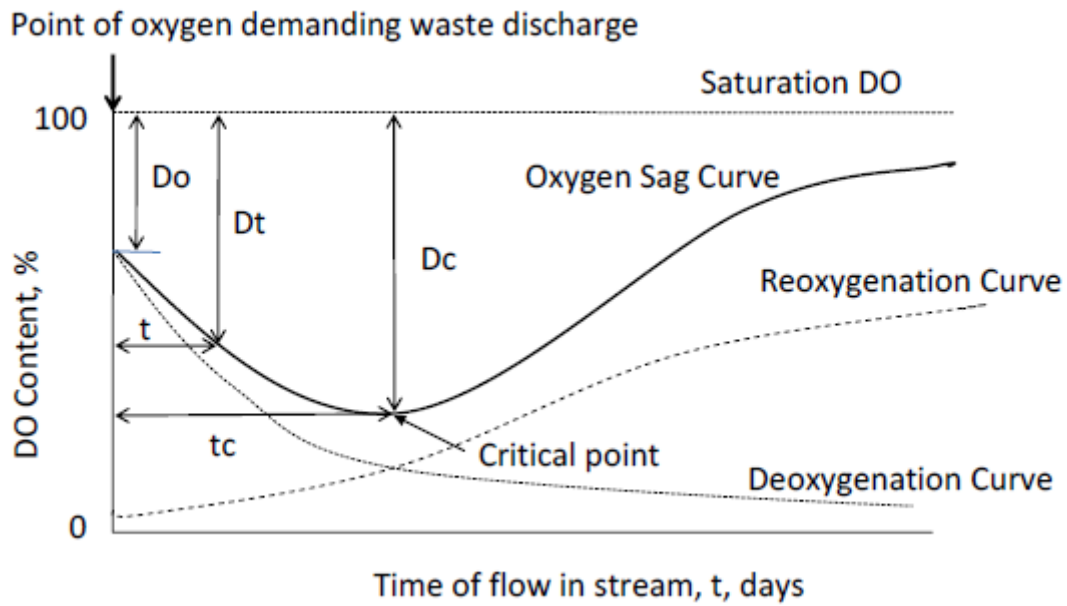 Point of oxygen demanding waste discharge
Saturation DO
100
Do
Oxygen Sag Curve
Dt
Dc
Reoxygenation Curve
t
DO Content, %
tc
Critical point
Deoxygenation Curve
0
Time of flow in stream, t, days